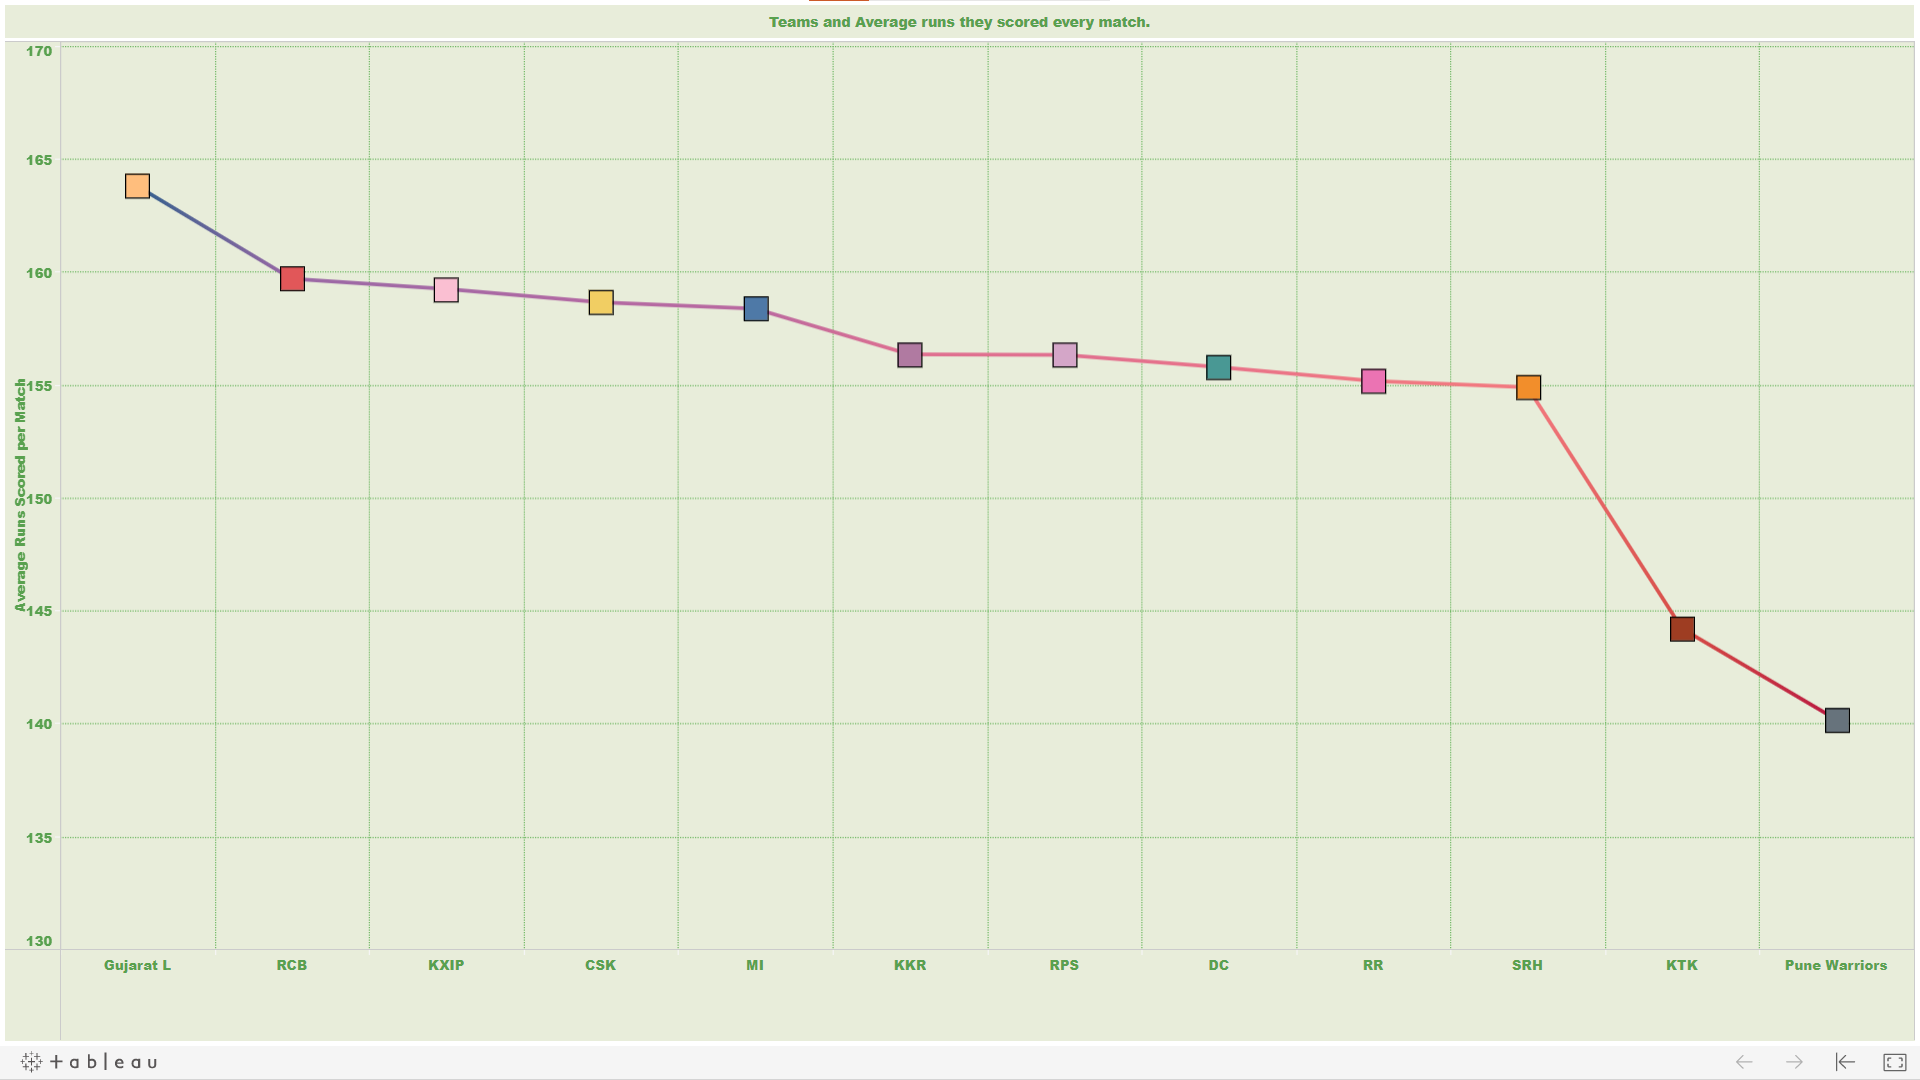 Teams and Average runs they scored every match.
170
165
160
155
150
145
140
135
130
Average Runs Scored per Match
Gujarat L RCB KXIP CSK MI KKR RPS DC RR SRH KTK Pune Warriors
+ableau